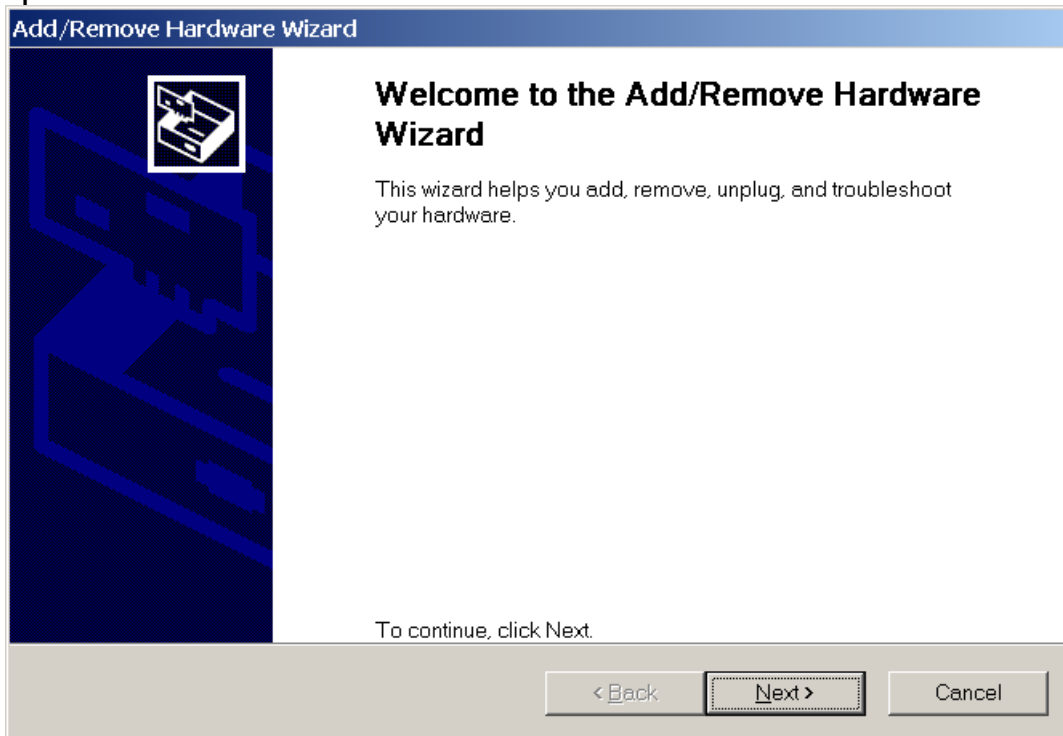 Add/Remove Hardware Wizard
Welcome to the Add/Remove Hardware
Wizard
This wizard helps you add, remove, unplug, and troubleshoot
your hardware.
To continue, click Next.
< Back
Next >
Cancel